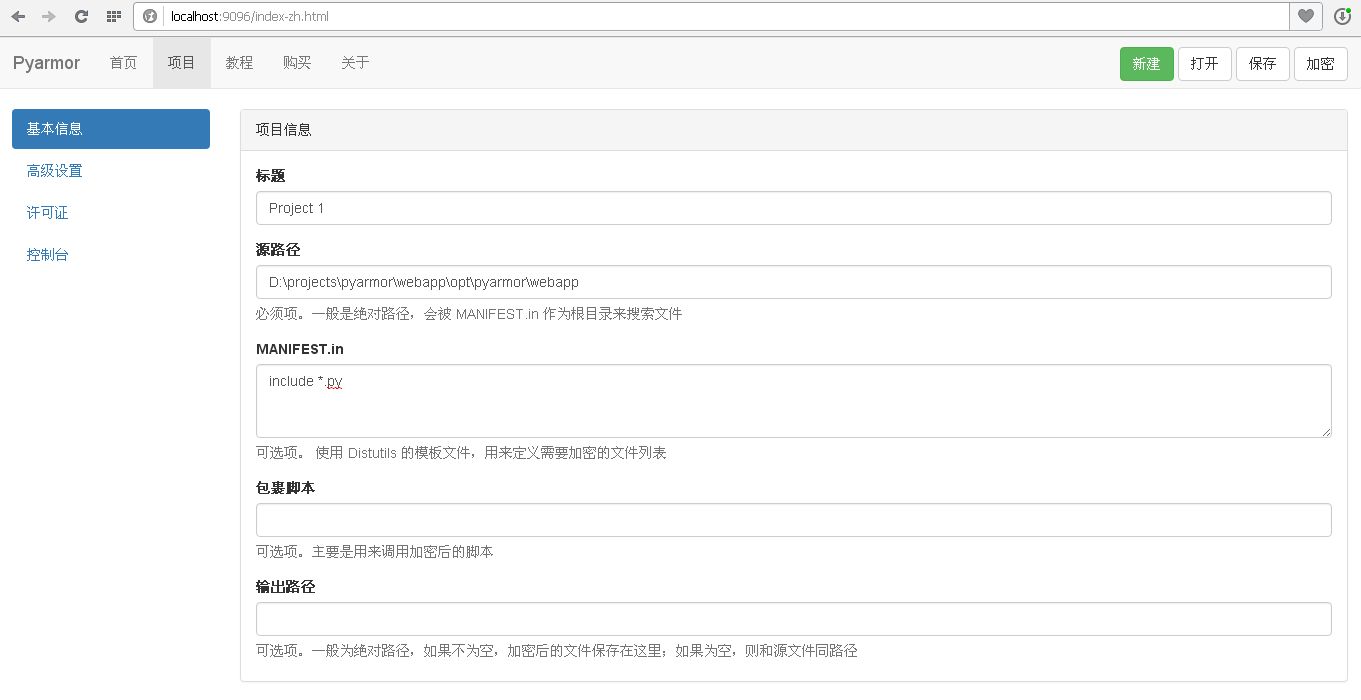 localhost:9096/index-zh.html
Pyarmor 首页 项目 教程 购买 关于 新建 打开 保存 加密
基本信息
高级设置
许可证
控制台
项目信息
标题
Project 1
源路径
D:\projects\pyarmor\webapp\opt\pyarmor\webapp
必须项。一般是绝对路径，会被 MANIFEST.in 作为根目录来搜索文件
MANIFEST.in
include *.py
可选项。 使用 Distutils 的模板文件，用来定义需要加密的文件列表
包裹脚本
可选项。主要是用来调用加密后的脚本
输出路径
可选项。一般为绝对路径，如果不为空，加密后的文件保存在这里；如果为空，则和源文件同路径